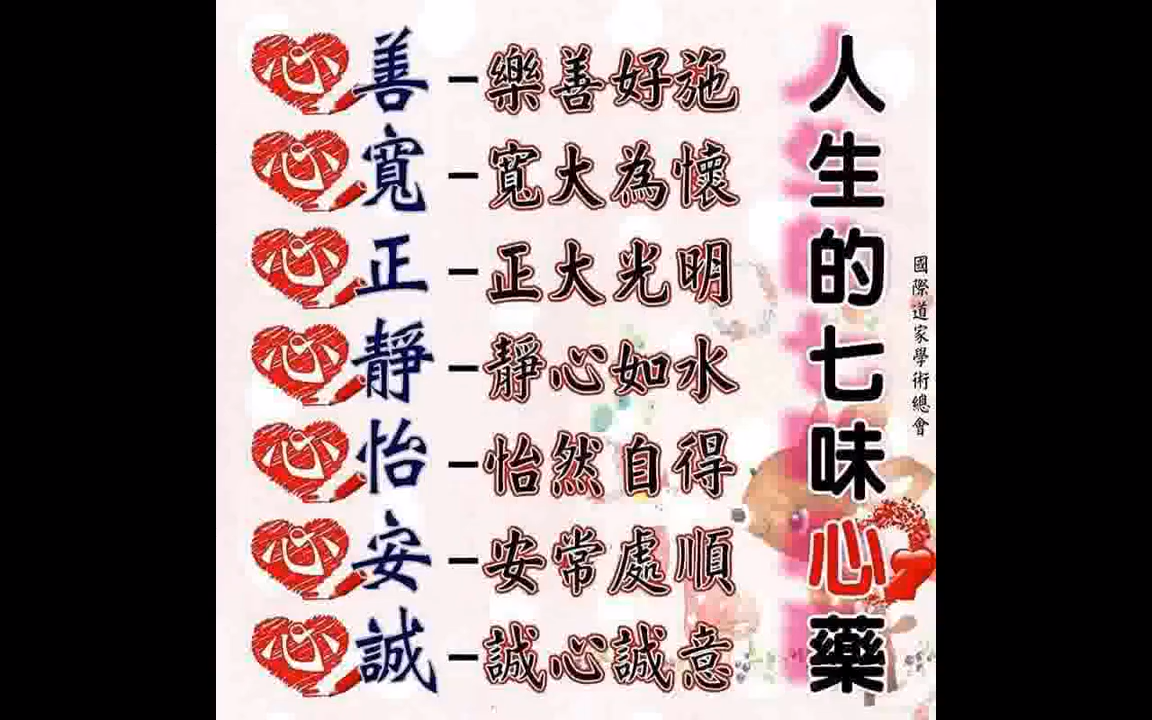 人生的七味心藥
國際道家學術總會
心善－樂善好施
心寬－寬大為懷
心正－正大光明
心靜－靜心如水
心怡－怡然自得
心安－安常處順
心誠－誠心誠意